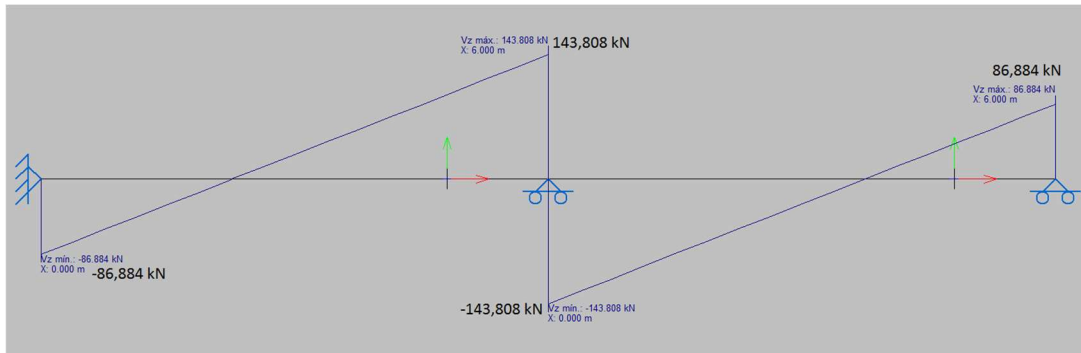 Vz máx.: 143.808 kN
X: 6.000 m
143,808 kN
86,884 kN
Vz máx.: 86.884 kN
X: 6.000 m
Vz mín.: -86.884 kN
X: 0.000 m
-86,884 kN
-143,808 kN
Vz mín.: -143.808 kN
X: 0.000 m